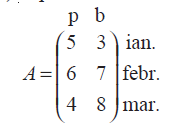 p b
5 3 ian.
A = 6 7 febr.
4 8 mar.